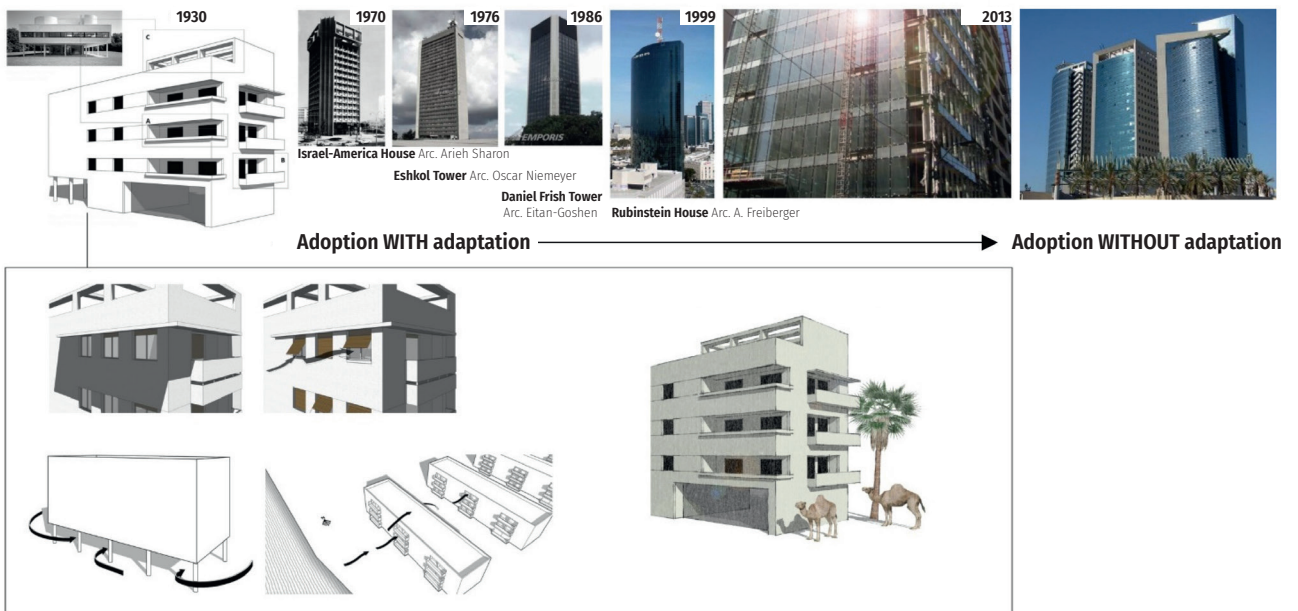 1930
1970
1976
1986
1999
2013
C
A
B
EMPORIS
Israel-America House Arc. Arieh Sharon
Eshkol Tower Arc. Oscar Niemeyer
Daniel Frish Tower
Arc. Eitan-Goshen
Rubinstein House Arc. A. Freiberger
Adoption WITH adaptation
Adoption WITHOUT adaptation